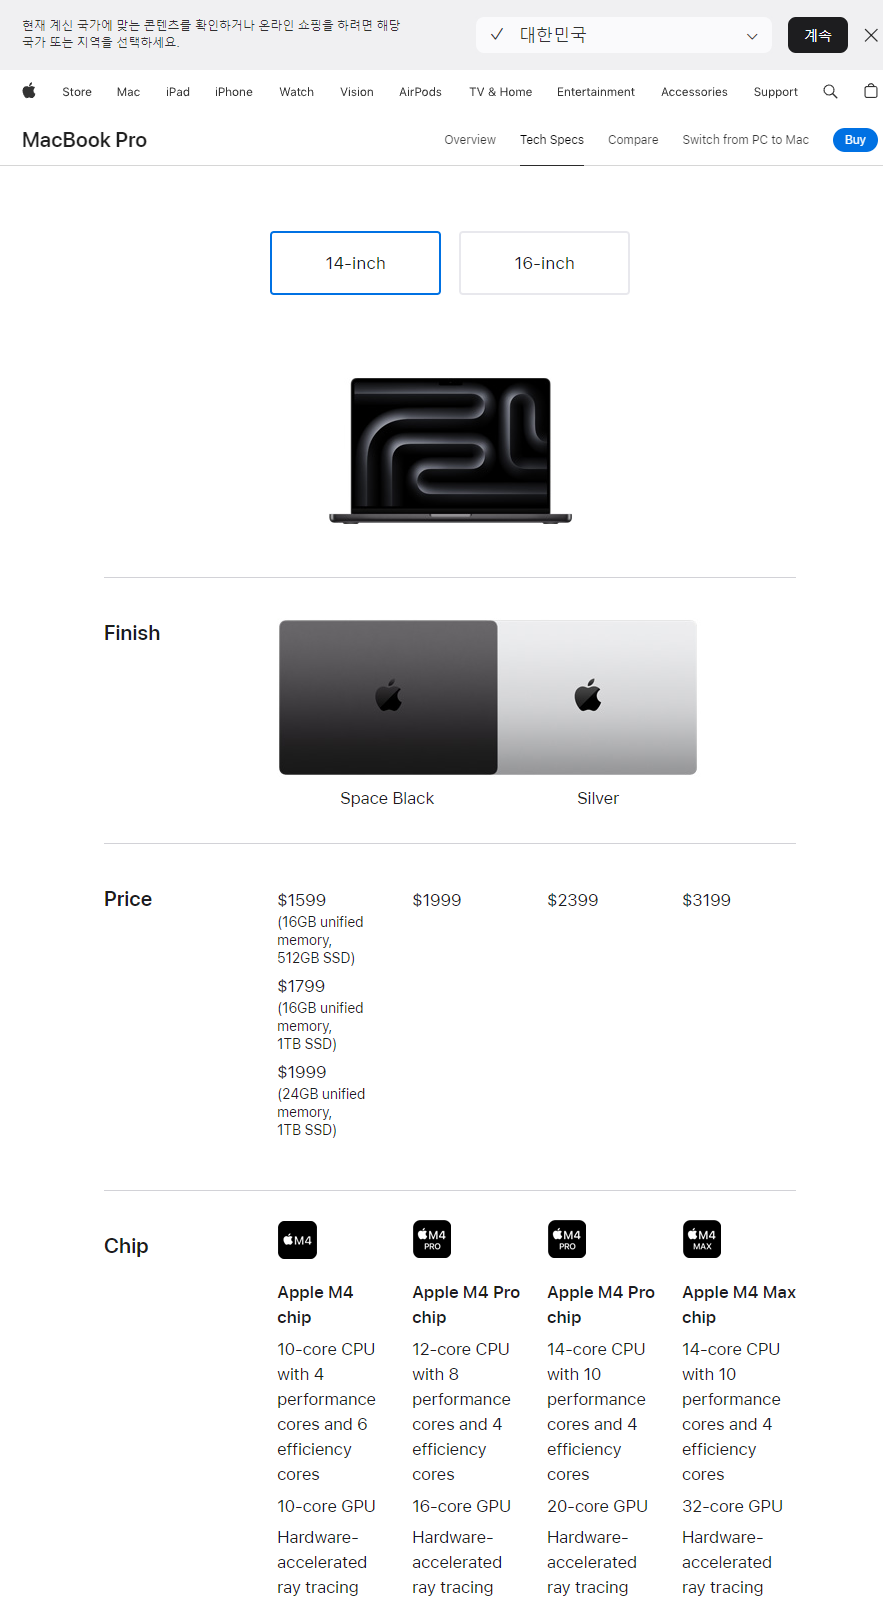 현재 계신 국가에 맞는 콘텐츠를 확인하거나 온라인 쇼핑을 하려면 해당
국가 또는 지역을 선택하세요.
대한민국
계속
Store Mac iPad iPhone Watch Vision AirPods TV & Home Entertainment Accessories Support
MacBook Pro
Overview Tech Specs Compare Switch from PC to Mac Buy
14-inch 16-inch
Finish
Space Black Silver
Price
$1599
(16GB unified
memory,
512GB SSD)
$1799
(16GB unified
memory,
1TB SSD)
$1999
(24GB unified
memory,
1TB SSD)
$1999
$2399
$3199
Chip
M4
Apple M4
chip
10-core CPU
with 4
performance
cores and 6
efficiency
cores
10-core GPU
Hardware-
accelerated
ray tracing
M4
PRO
Apple M4 Pro
chip
12-core CPU
with 8
performance
cores and 4
efficiency
cores
16-core GPU
Hardware-
accelerated
ray tracing
M4
PRO
Apple M4 Pro
chip
14-core CPU
with 10
performance
cores and 4
efficiency
cores
20-core GPU
Hardware-
accelerated
ray tracing
M4
MAX
Apple M4 Max
chip
14-core CPU
with 10
performance
cores and 4
efficiency
cores
32-core GPU
Hardware-
accelerated
ray tracing